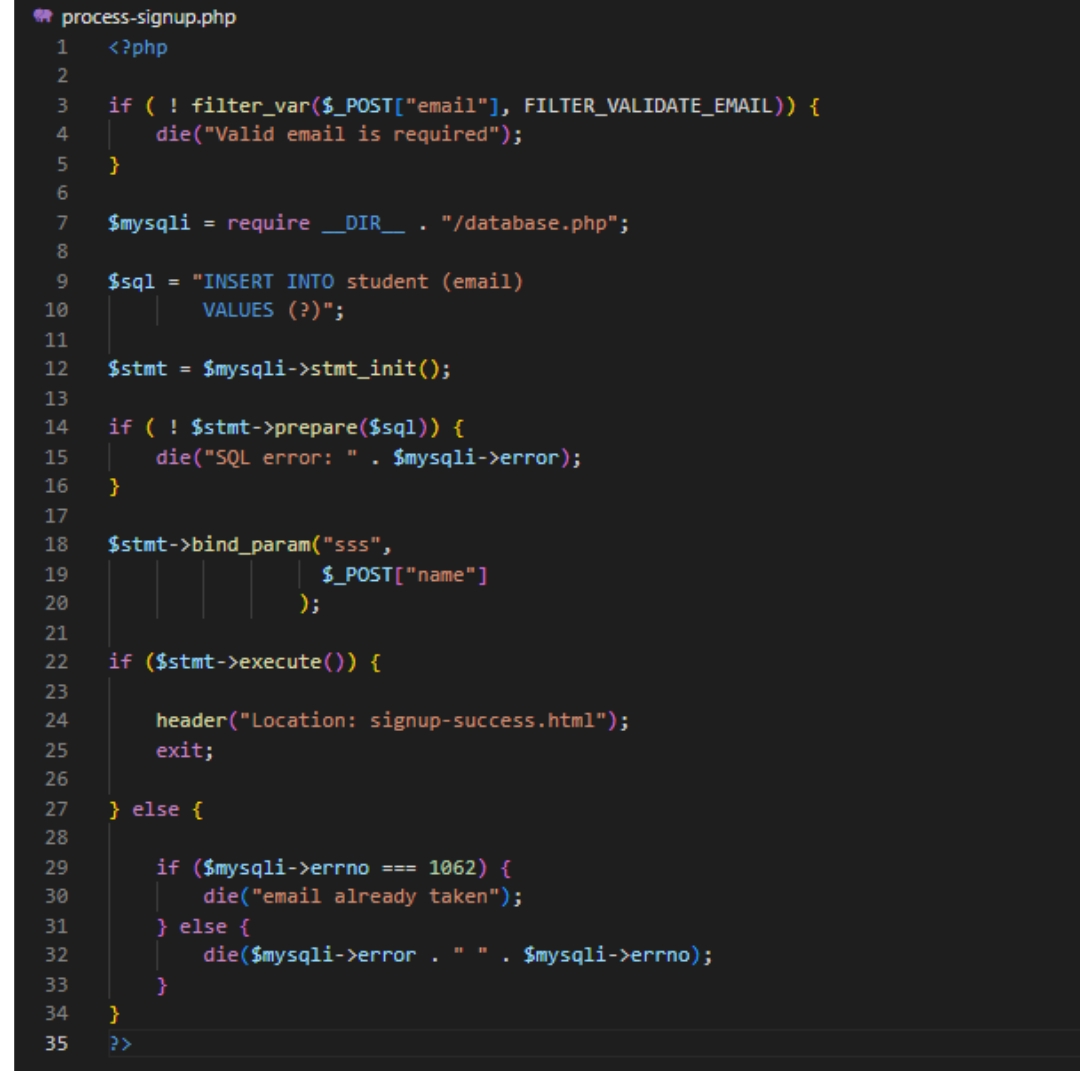 process-signup.php
1 <?php
2
3 if ( ! filter_var($_POST["email"], FILTER_VALIDATE_EMAIL)) {
4     die("Valid email is required");
5 }
6
7 $mysqli = require __DIR__ . "/database.php";
8
9 $sql = "INSERT INTO student (email)
10         VALUES (?)";
11
12 $stmt = $mysqli->stmt_init();
13
14 if ( ! $stmt->prepare($sql)) {
15     die("SQL error: " . $mysqli->error);
16 }
17
18 $stmt->bind_param("sss",
19                   $_POST["name"]
20                 );
21
22 if ($stmt->execute()) {
23
24     header("Location: signup-success.html");
25     exit;
26
27 } else {
28
29     if ($mysqli->errno === 1062) {
30         die("email already taken");
31     } else {
32         die($mysqli->error . " " . $mysqli->errno);
33     }
34 }
35 ?>